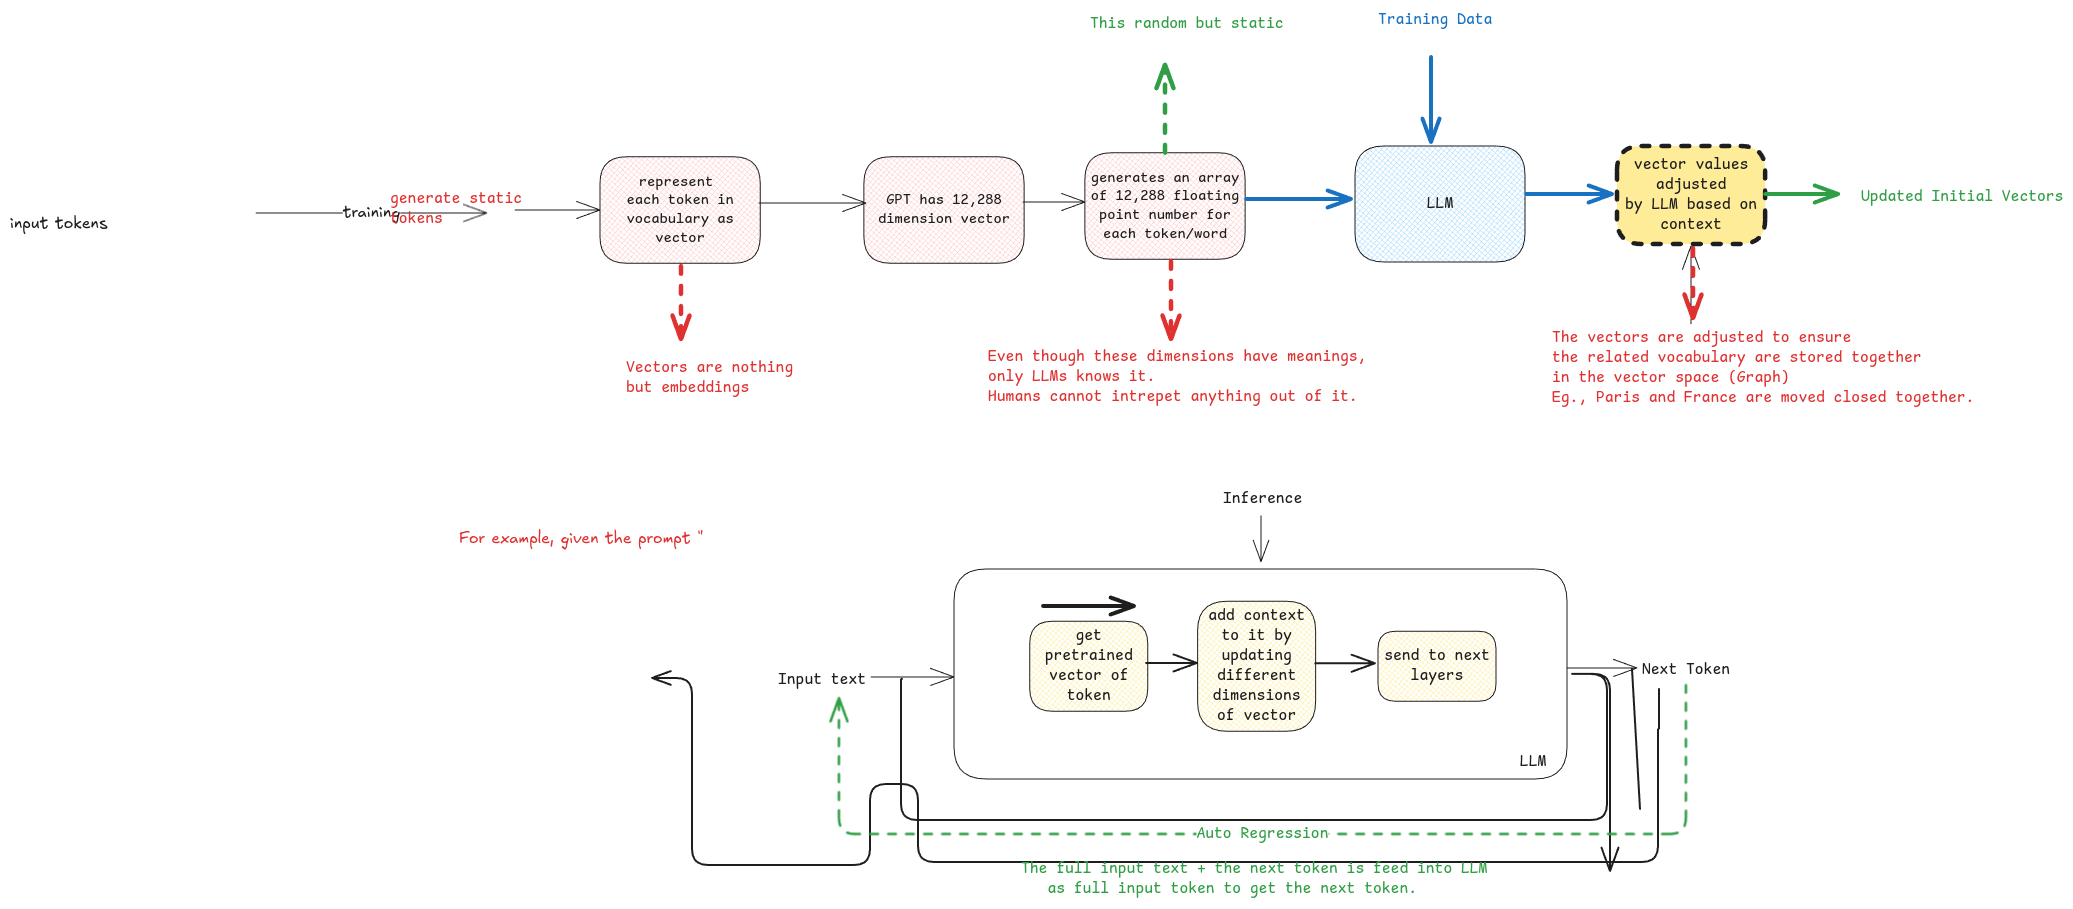 This random but static
Training Data
input tokens
training
generate static
tokens
represent
each token in
vocabulary as
vector
GPT has 12,288
dimension vector
generates an array
of 12,288 floating
point number for
each token/word
LLM
vector values
adjusted
by LLM based on
context
Updated Initial Vectors
Vectors are nothing
but embeddings
Even though these dimensions have meanings,
only LLMs knows it.
Humans cannot intrepet anything out of it.
The vectors are adjusted to ensure
the related vocabulary are stored together
in the vector space (Graph)
Eg., Paris and France are moved closed together.
Inference
For example, given the prompt "
Input text
get
pretrained
vector of
token
add context
to it by
updating
different
dimensions
of vector
send to next
layers
LLM
Next Token
Auto Regression
The full input text + the next token is feed into LLM
as full input token to get the next token.